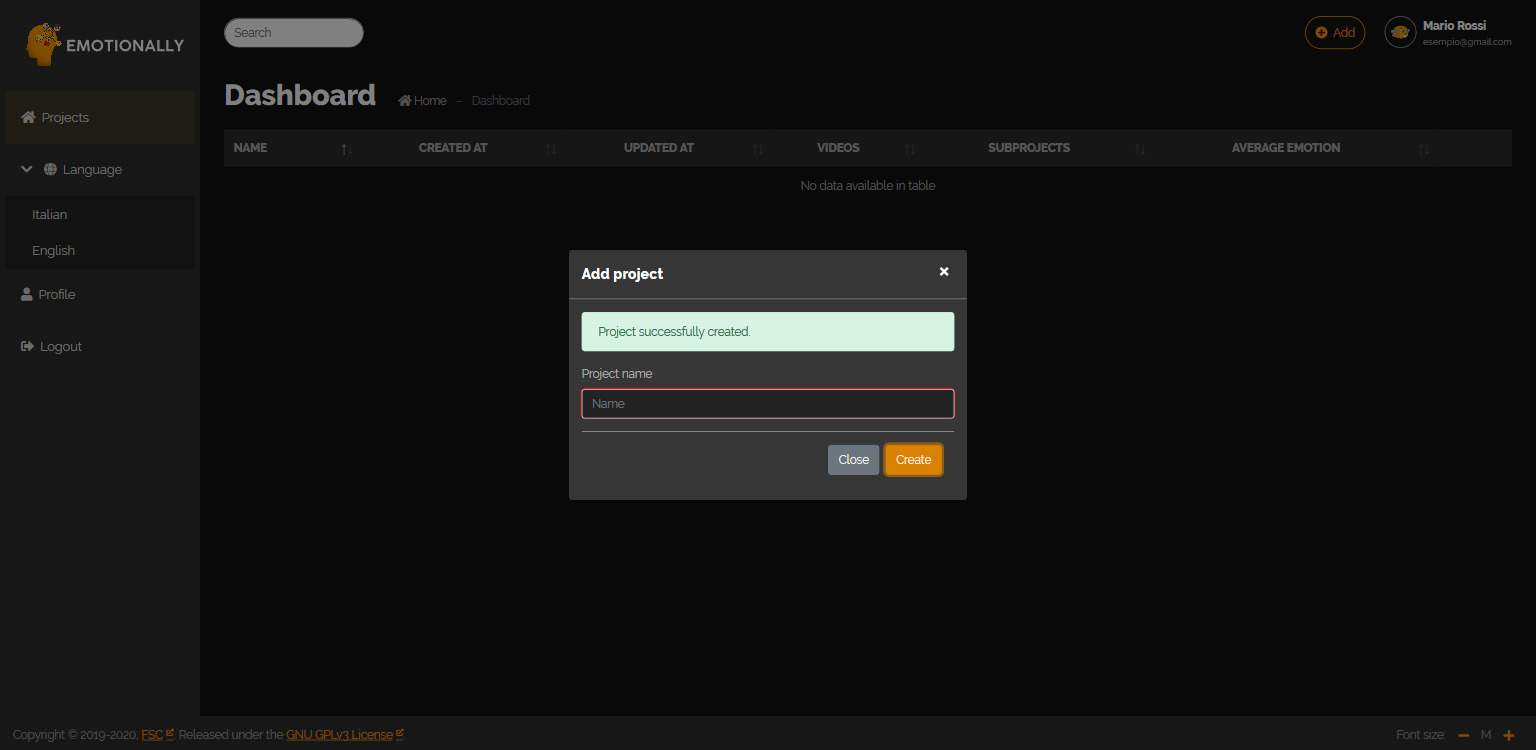 EMOTIONALLY
Search
Add
Mario Rossi
esempio@gmail.com
Dashboard
Home - Dashboard
Projects
Language
Italian
English
Profile
Logout
NAME CREATED AT UPDATED AT VIDEOS SUBPROJECTS AVERAGE EMOTION
No data available in table
Add project ×
Project successfully created.
Project name
Name
Close Create
Copyright © 2019-2020, FSC. Released under the GNU GPLv3 License
Font size: M